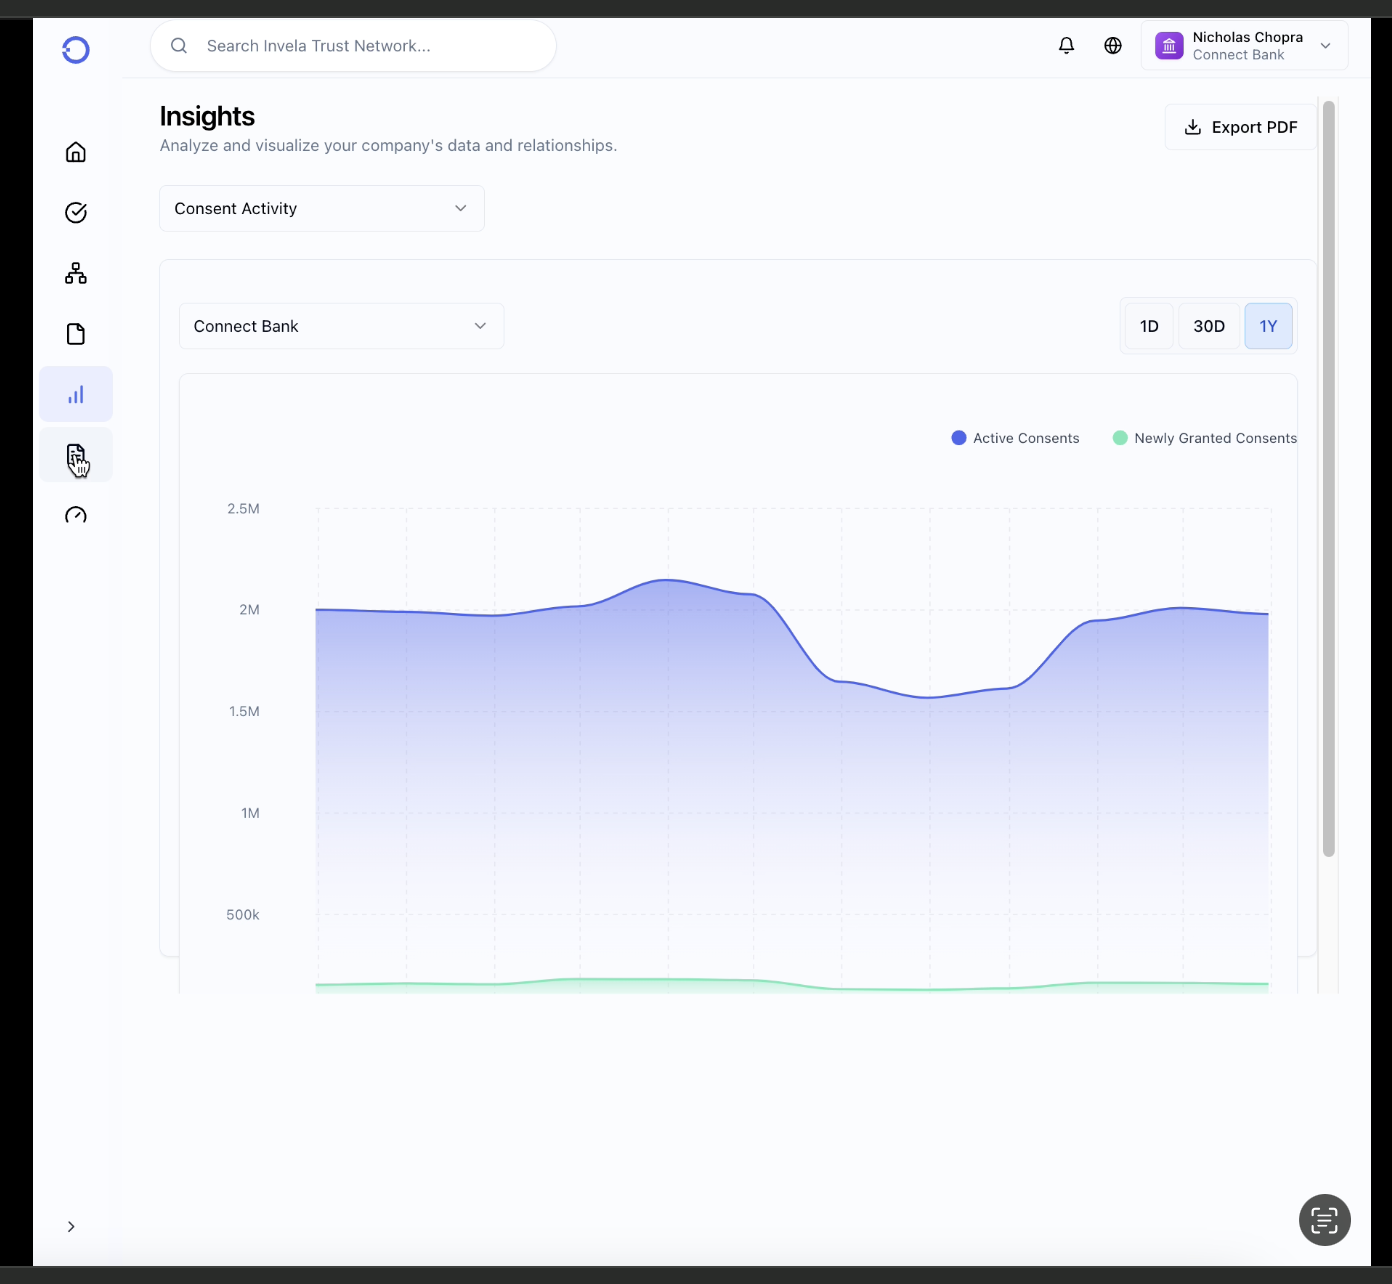 Search Invela Trust Network...
Nicholas Chopra
Connect Bank
Insights
Analyze and visualize your company's data and relationships.
Export PDF
Consent Activity
Connect Bank
1D
30D
1Y
Active Consents
Newly Granted Consents
2.5M
2M
1.5M
1M
500k